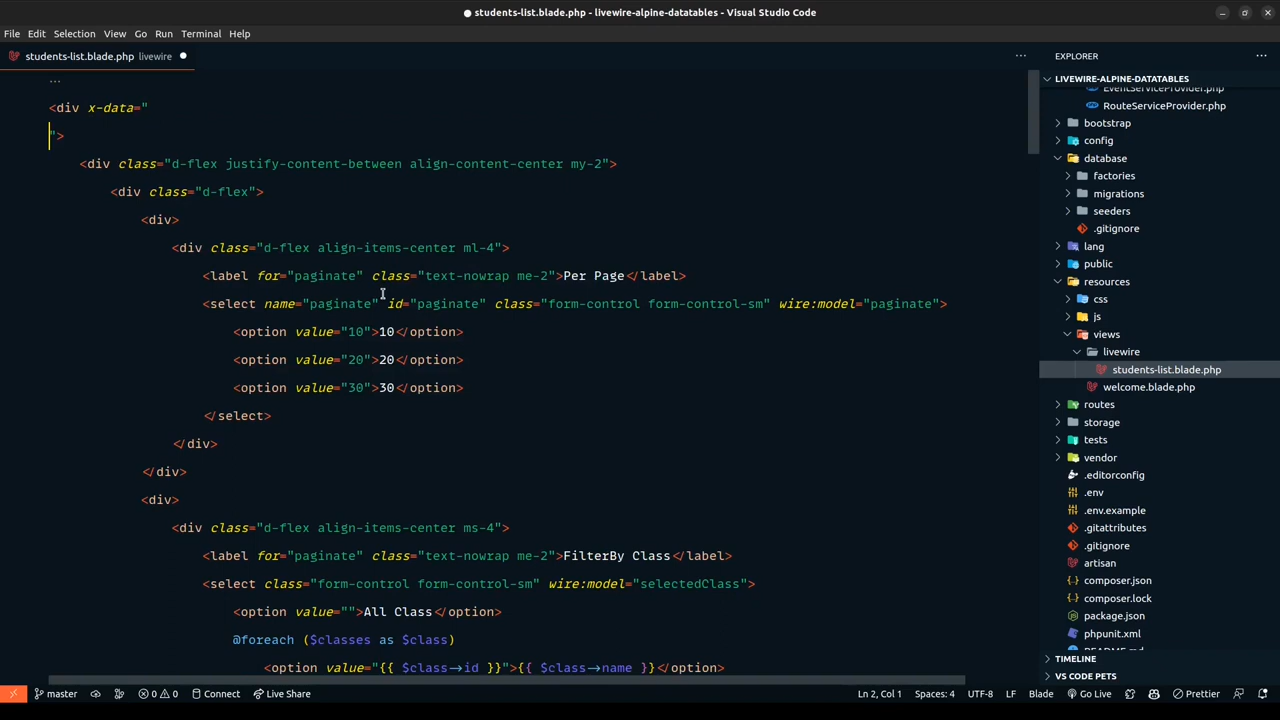 students-list.blade.php - livewire-alpine-datatables - Visual Studio Code
File Edit Selection View Go Run Terminal Help
students-list.blade.php livewire
<div x-data="
">
<div class="d-flex justify-content-between align-content-center my-2">
<div class="d-flex">
<div>
<div class="d-flex align-items-center ml-4">
<label for="paginate" class="text-nowrap me-2">Per Page</label>
<select name="paginate" id="paginate" class="form-control form-control-sm" wire:model="paginate">
<option value="10">10</option>
<option value="20">20</option>
<option value="30">30</option>
</select>
</div>
</div>
<div>
<div class="d-flex align-items-center ms-4">
<label for="paginate" class="text-nowrap me-2">FilterBy Class</label>
<select class="form-control form-control-sm" wire:model="selectedClass">
<option value="">All Class</option>
@foreach ($classes as $class)
<option value="{{ $class->id }}">{{ $class->name }}</option>
EXPLORER
LIVEWIRE-ALPINE-DATATABLES
EventServiceProvider.php
RouteServiceProvider.php
bootstrap
config
database
factories
migrations
seeders
.gitignore
lang
public
resources
css
js
views
livewire
students-list.blade.php
welcome.blade.php
routes
storage
tests
vendor
.editorconfig
.env
.env.example
.gitattributes
.gitignore
artisan
composer.json
composer.lock
package.json
phpunit.xml
README.md
TIMELINE
VS CODE PETS
master 0 0 Connect Live Share Ln 2, Col 1 Spaces: 4 UTF-8 LF Blade Go Live Prettier